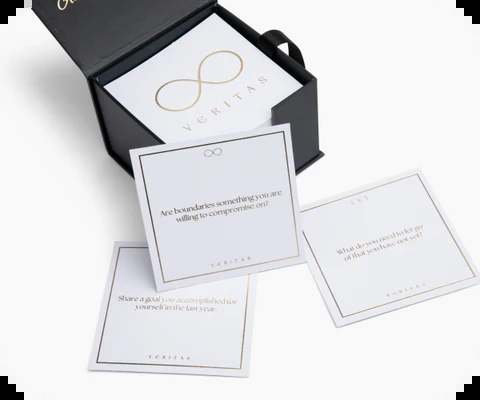 VERITAS
Are boundaries something you are
willing to compromise on?
VERITAS
What do you need to let go
of that you have not yet?
VERITAS
Share a goal you accomplished for
yourself in the last year.
VERITAS